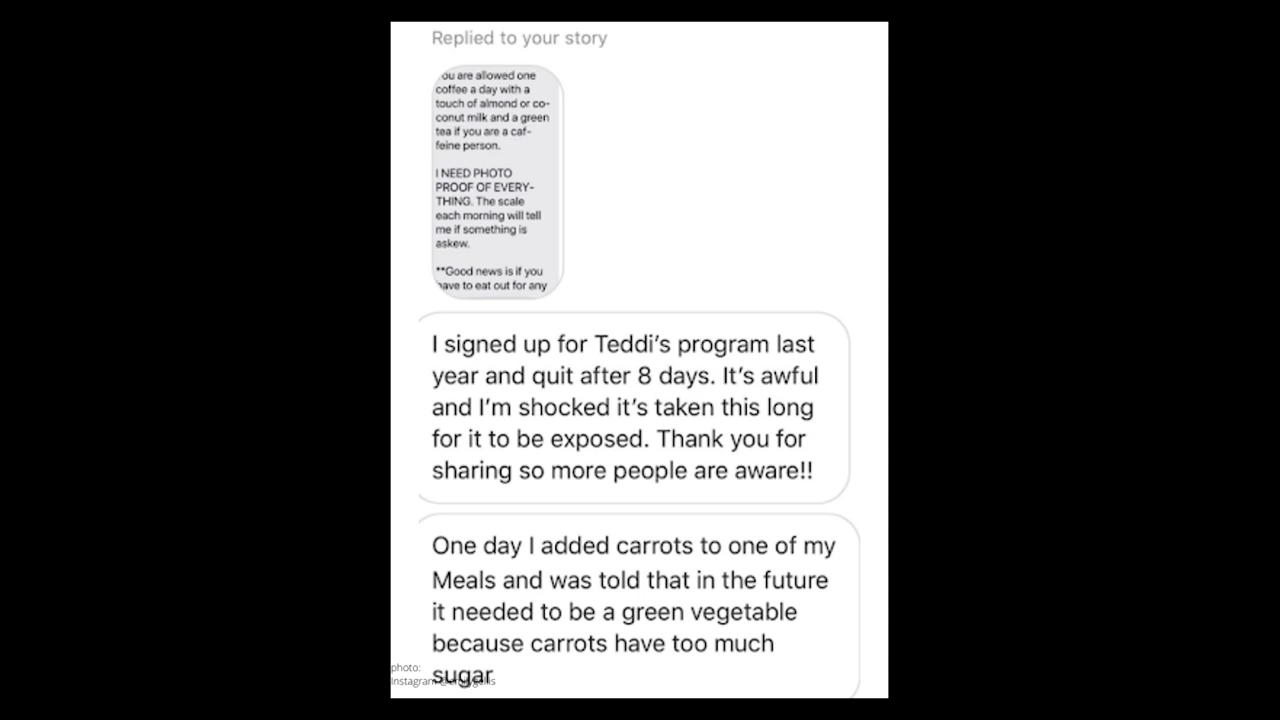 Replied to your story
ou are allowed one
coffee a day with a
touch of almond or co-
conut milk and a green
tea if you are a caf-
feine person.
I NEED PHOTO
PROOF OF EVERY-
THING. The scale
each morning will tell
me if something is
askew.
**Good news is if you
have to eat out for any
I signed up for Teddi's program last
year and quit after 8 days. It's awful
and I'm shocked it's taken this long
for it to be exposed. Thank you for
sharing so more people are aware!!
One day I added carrots to one of my
Meals and was told that in the future
it needed to be a green vegetable
because carrots have too much
sugar
photo:
Instagram